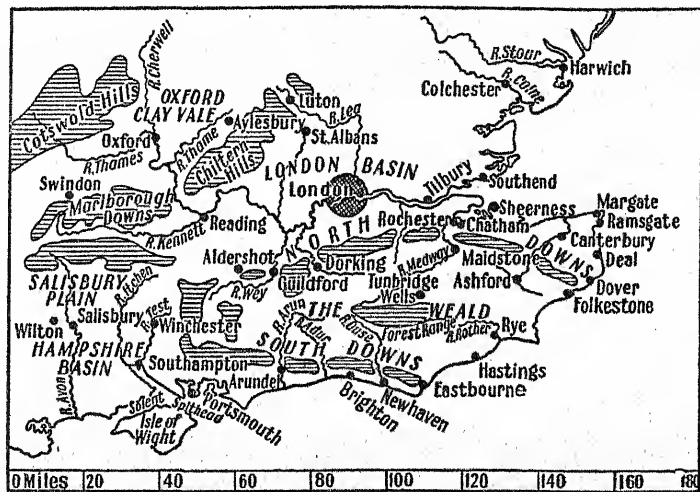 R.Stour
Harwich
R.Cherwell
Colchester
R. Colne
Cotswold Hills
OXFORD
CLAY VALE
Luton
R.Lea
Oxford
Aylesbury
St.Albans
R.Thames
R.Thame
Chiltern
Hills
LONDON BASIN
London
Tilbury
Southend
Swindon
Marlborough
Downs
Reading
R.Kennett
Sheerness
Margate
Ramsgate
Rochester
Chatham
NORTH DOWNS
Canterbury
Deal
Aldershot
Dorking
R.Medway
Maidstone
Guildford
R.Wey
SALISBURY
PLAIN
R.Itchen
Tunbridge
Wells
Ashford
Dover
Folkestone
THE WEALD
Forest Range
R.Rother
Rye
Wilton
Salisbury
R.Test
Winchester
R.Arun
R.Adur
R.Ouse
HAMPSHIRE
BASIN
SOUTH DOWNS
Southampton
Arundel
Hastings
R.Avon
Eastbourne
Newhaven
Brighton
Portsmouth
Solent
Spithead
Isle of
Wight
0 Miles 20 40 60 80 100 120 140 160 180